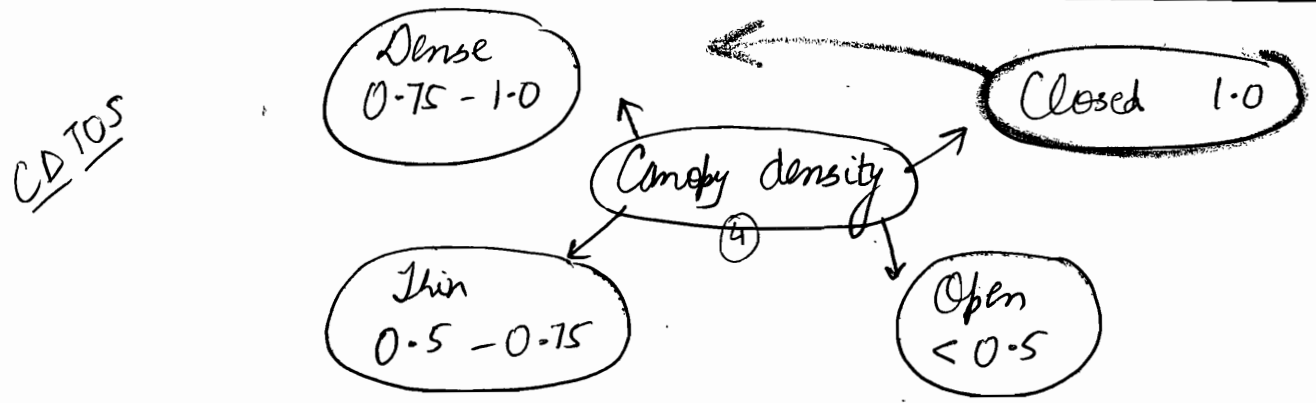 Dense
0.75 - 1.0
Closed 1.0
CD TOS
Canopy density
4
Thin
0.5 - 0.75
Open
< 0.5